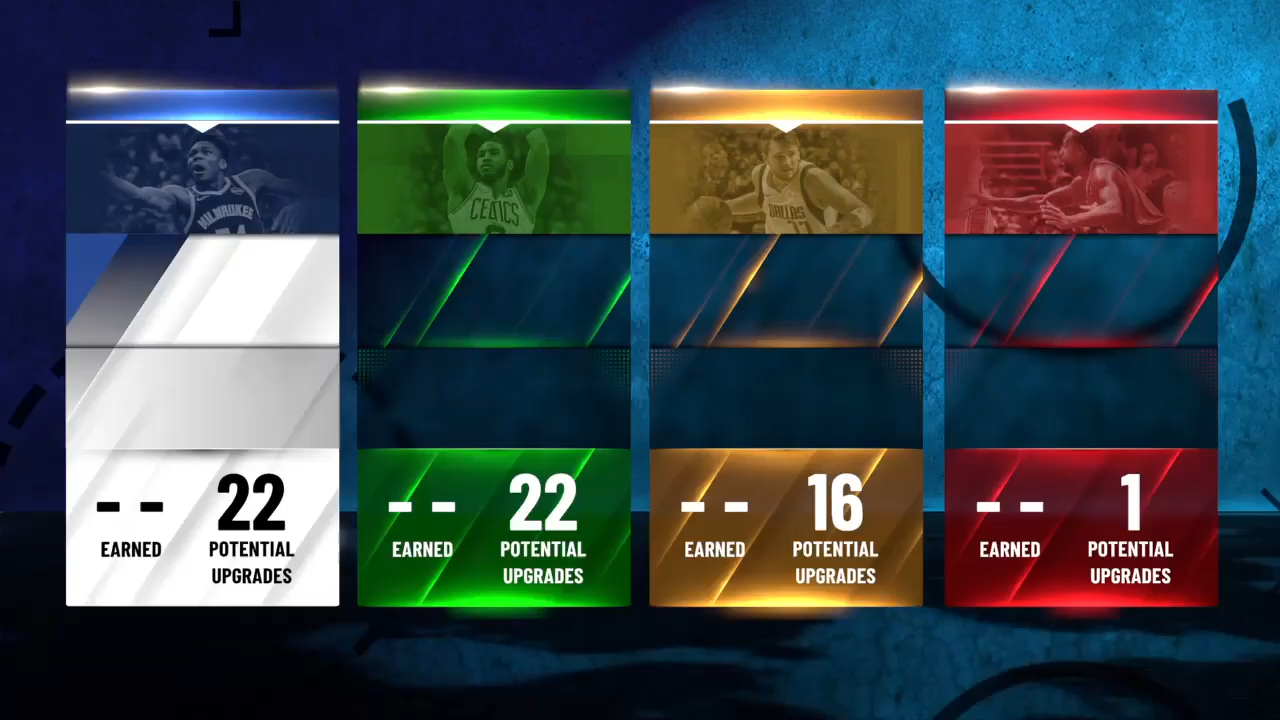 MILWAUKEE
CELTICS
DALLAS
- - 22
EARNED POTENTIAL
UPGRADES
- - 22
EARNED POTENTIAL
UPGRADES
- - 16
EARNED POTENTIAL
UPGRADES
- - 1
EARNED POTENTIAL
UPGRADES